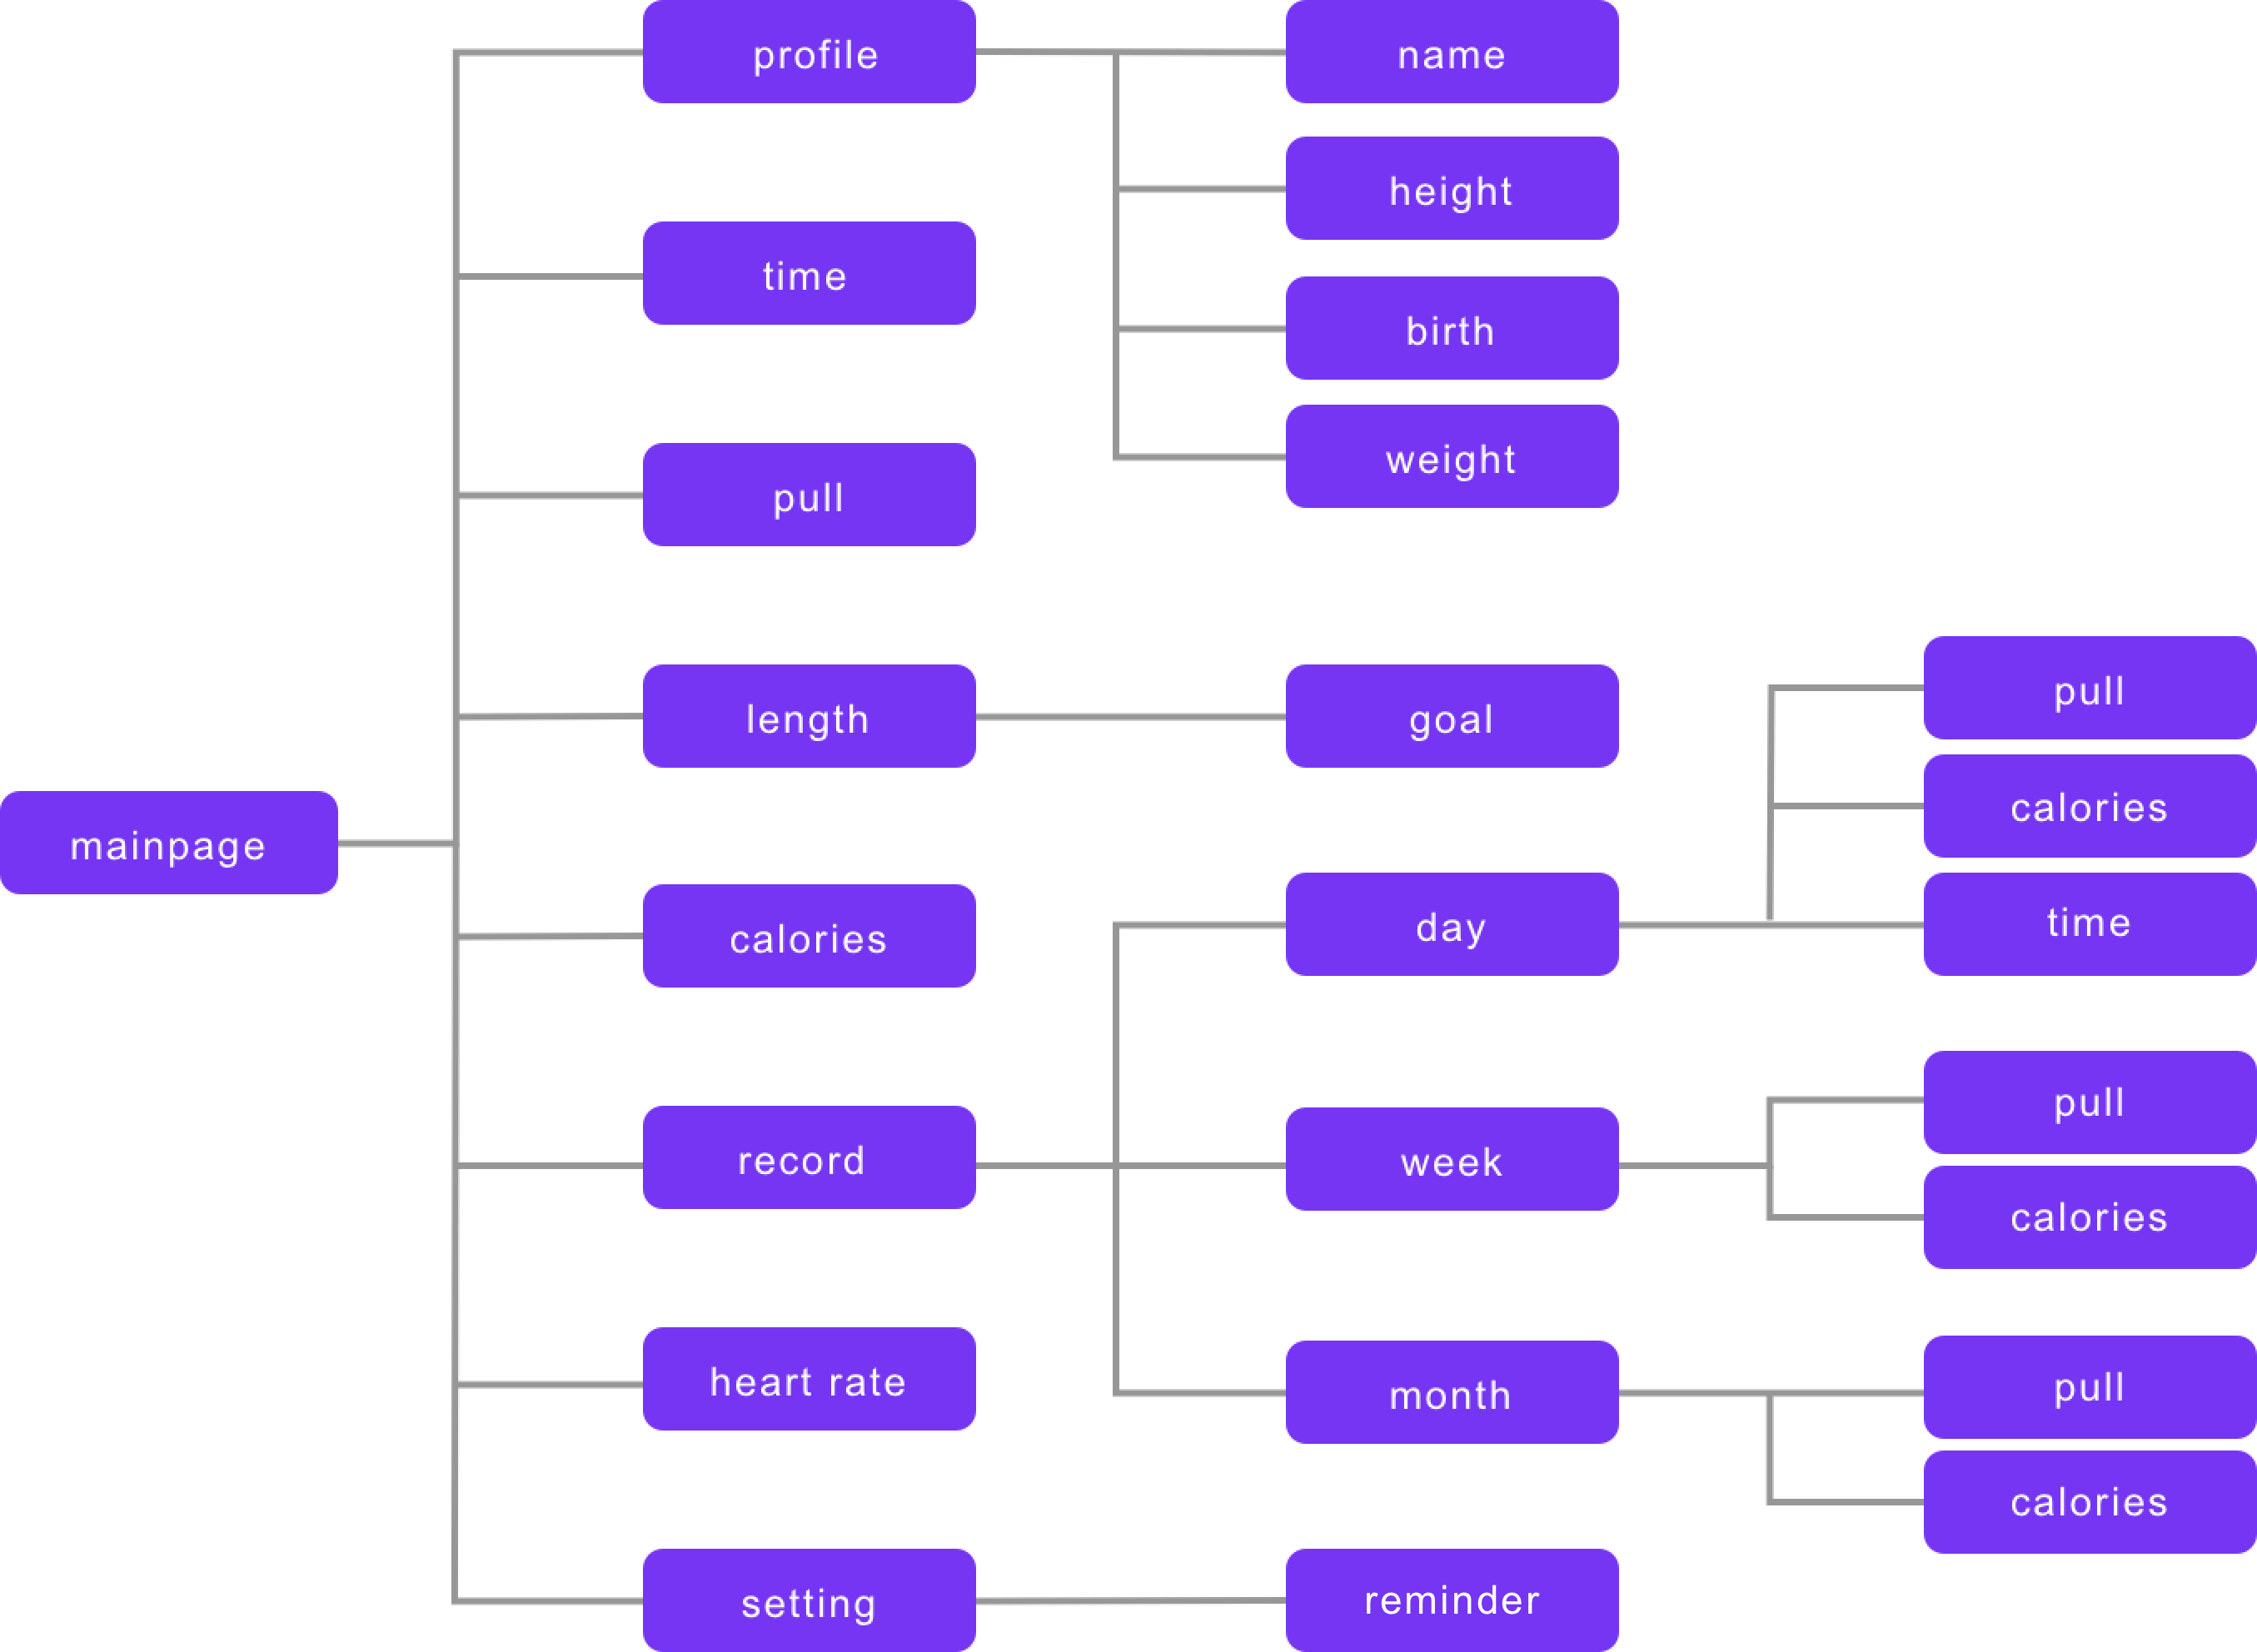 profile
name
height
time
birth
weight
pull
length
goal
pull
calories
mainpage
calories
day
time
record
week
pull
calories
heart rate
month
pull
calories
setting
reminder